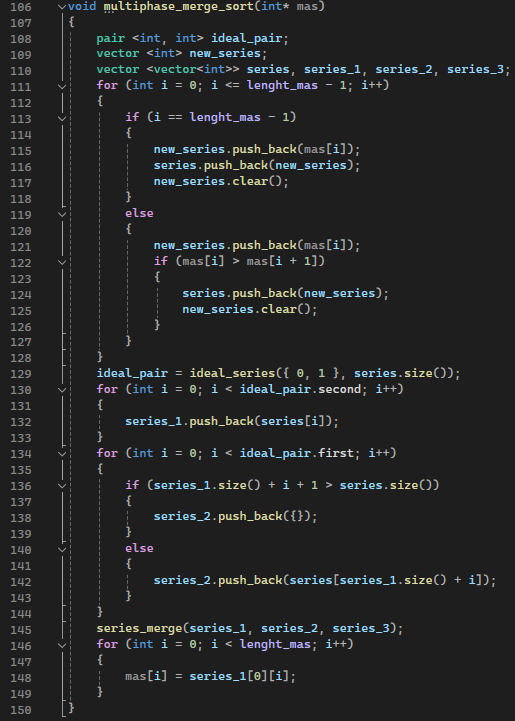 106 void multiphase_merge_sort(int* mas)
107 {
108     pair <int, int> ideal_pair;
109     vector <int> new_series;
110     vector <vector<int>> series, series_1, series_2, series_3;
111     for (int i = 0; i <= lenght_mas - 1; i++)
112     {
113         if (i == lenght_mas - 1)
114         {
115             new_series.push_back(mas[i]);
116             series.push_back(new_series);
117             new_series.clear();
118         }
119         else
120         {
121             new_series.push_back(mas[i]);
122             if (mas[i] > mas[i + 1])
123             {
124                 series.push_back(new_series);
125                 new_series.clear();
126             }
127         }
128     }
129     ideal_pair = ideal_series({ 0, 1 }, series.size());
130     for (int i = 0; i < ideal_pair.second; i++)
131     {
132         series_1.push_back(series[i]);
133     }
134     for (int i = 0; i < ideal_pair.first; i++)
135     {
136         if (series_1.size() + i + 1 > series.size())
137         {
138             series_2.push_back({});
139         }
140         else
141         {
142             series_2.push_back(series[series_1.size() + i]);
143         }
144     }
145     series_merge(series_1, series_2, series_3);
146     for (int i = 0; i < lenght_mas; i++)
147     {
148         mas[i] = series_1[0][i];
149     }
150 }